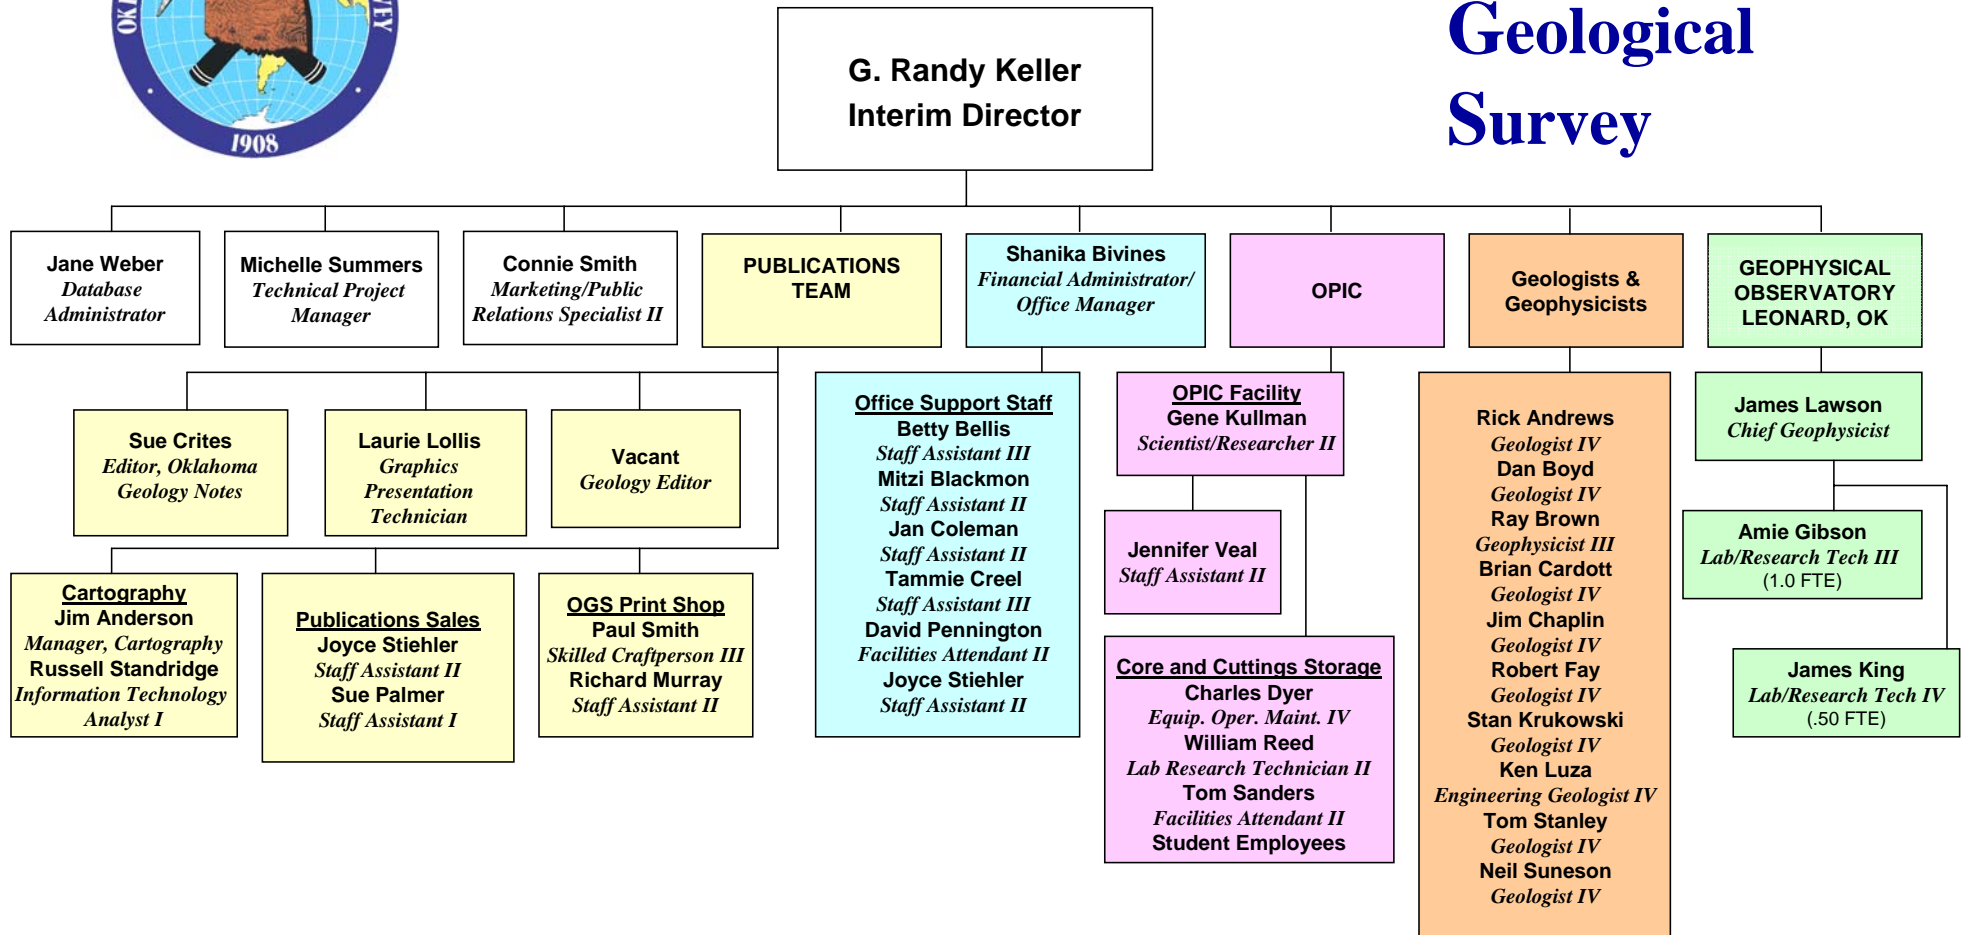 OK
VEY
1908
Geological
Survey
G. Randy Keller
Interim Director
Jane Weber
Database
Administrator
Michelle Summers
Technical Project
Manager
Connie Smith
Marketing/Public
Relations Specialist II
PUBLICATIONS
TEAM
Shanika Bivines
Financial Administrator/
Office Manager
OPIC
Geologists &
Geophysicists
GEOPHYSICAL
OBSERVATORY
LEONARD, OK
Sue Crites
Editor, Oklahoma
Geology Notes
Laurie Lollis
Graphics
Presentation
Technician
Vacant
Geology Editor
Cartography
Jim Anderson
Manager, Cartography
Russell Standridge
Information Technology
Analyst I
Publications Sales
Joyce Stiehler
Staff Assistant II
Sue Palmer
Staff Assistant I
OGS Print Shop
Paul Smith
Skilled Craftperson III
Richard Murray
Staff Assistant II
Office Support Staff
Betty Bellis
Staff Assistant III
Mitzi Blackmon
Staff Assistant II
Jan Coleman
Staff Assistant II
Tammie Creel
Staff Assistant III
David Pennington
Facilities Attendant II
Joyce Stiehler
Staff Assistant II
OPIC Facility
Gene Kullman
Scientist/Researcher II
Jennifer Veal
Staff Assistant II
Core and Cuttings Storage
Charles Dyer
Equip. Oper. Maint. IV
William Reed
Lab Research Technician II
Tom Sanders
Facilities Attendant II
Student Employees
Rick Andrews
Geologist IV
Dan Boyd
Geologist IV
Ray Brown
Geophysicist III
Brian Cardott
Geologist IV
Jim Chaplin
Geologist IV
Robert Fay
Geologist IV
Stan Krukowski
Geologist IV
Ken Luza
Engineering Geologist IV
Tom Stanley
Geologist IV
Neil Suneson
Geologist IV
James Lawson
Chief Geophysicist
Amie Gibson
Lab/Research Tech III
(1.0 FTE)
James King
Lab/Research Tech IV
(.50 FTE)